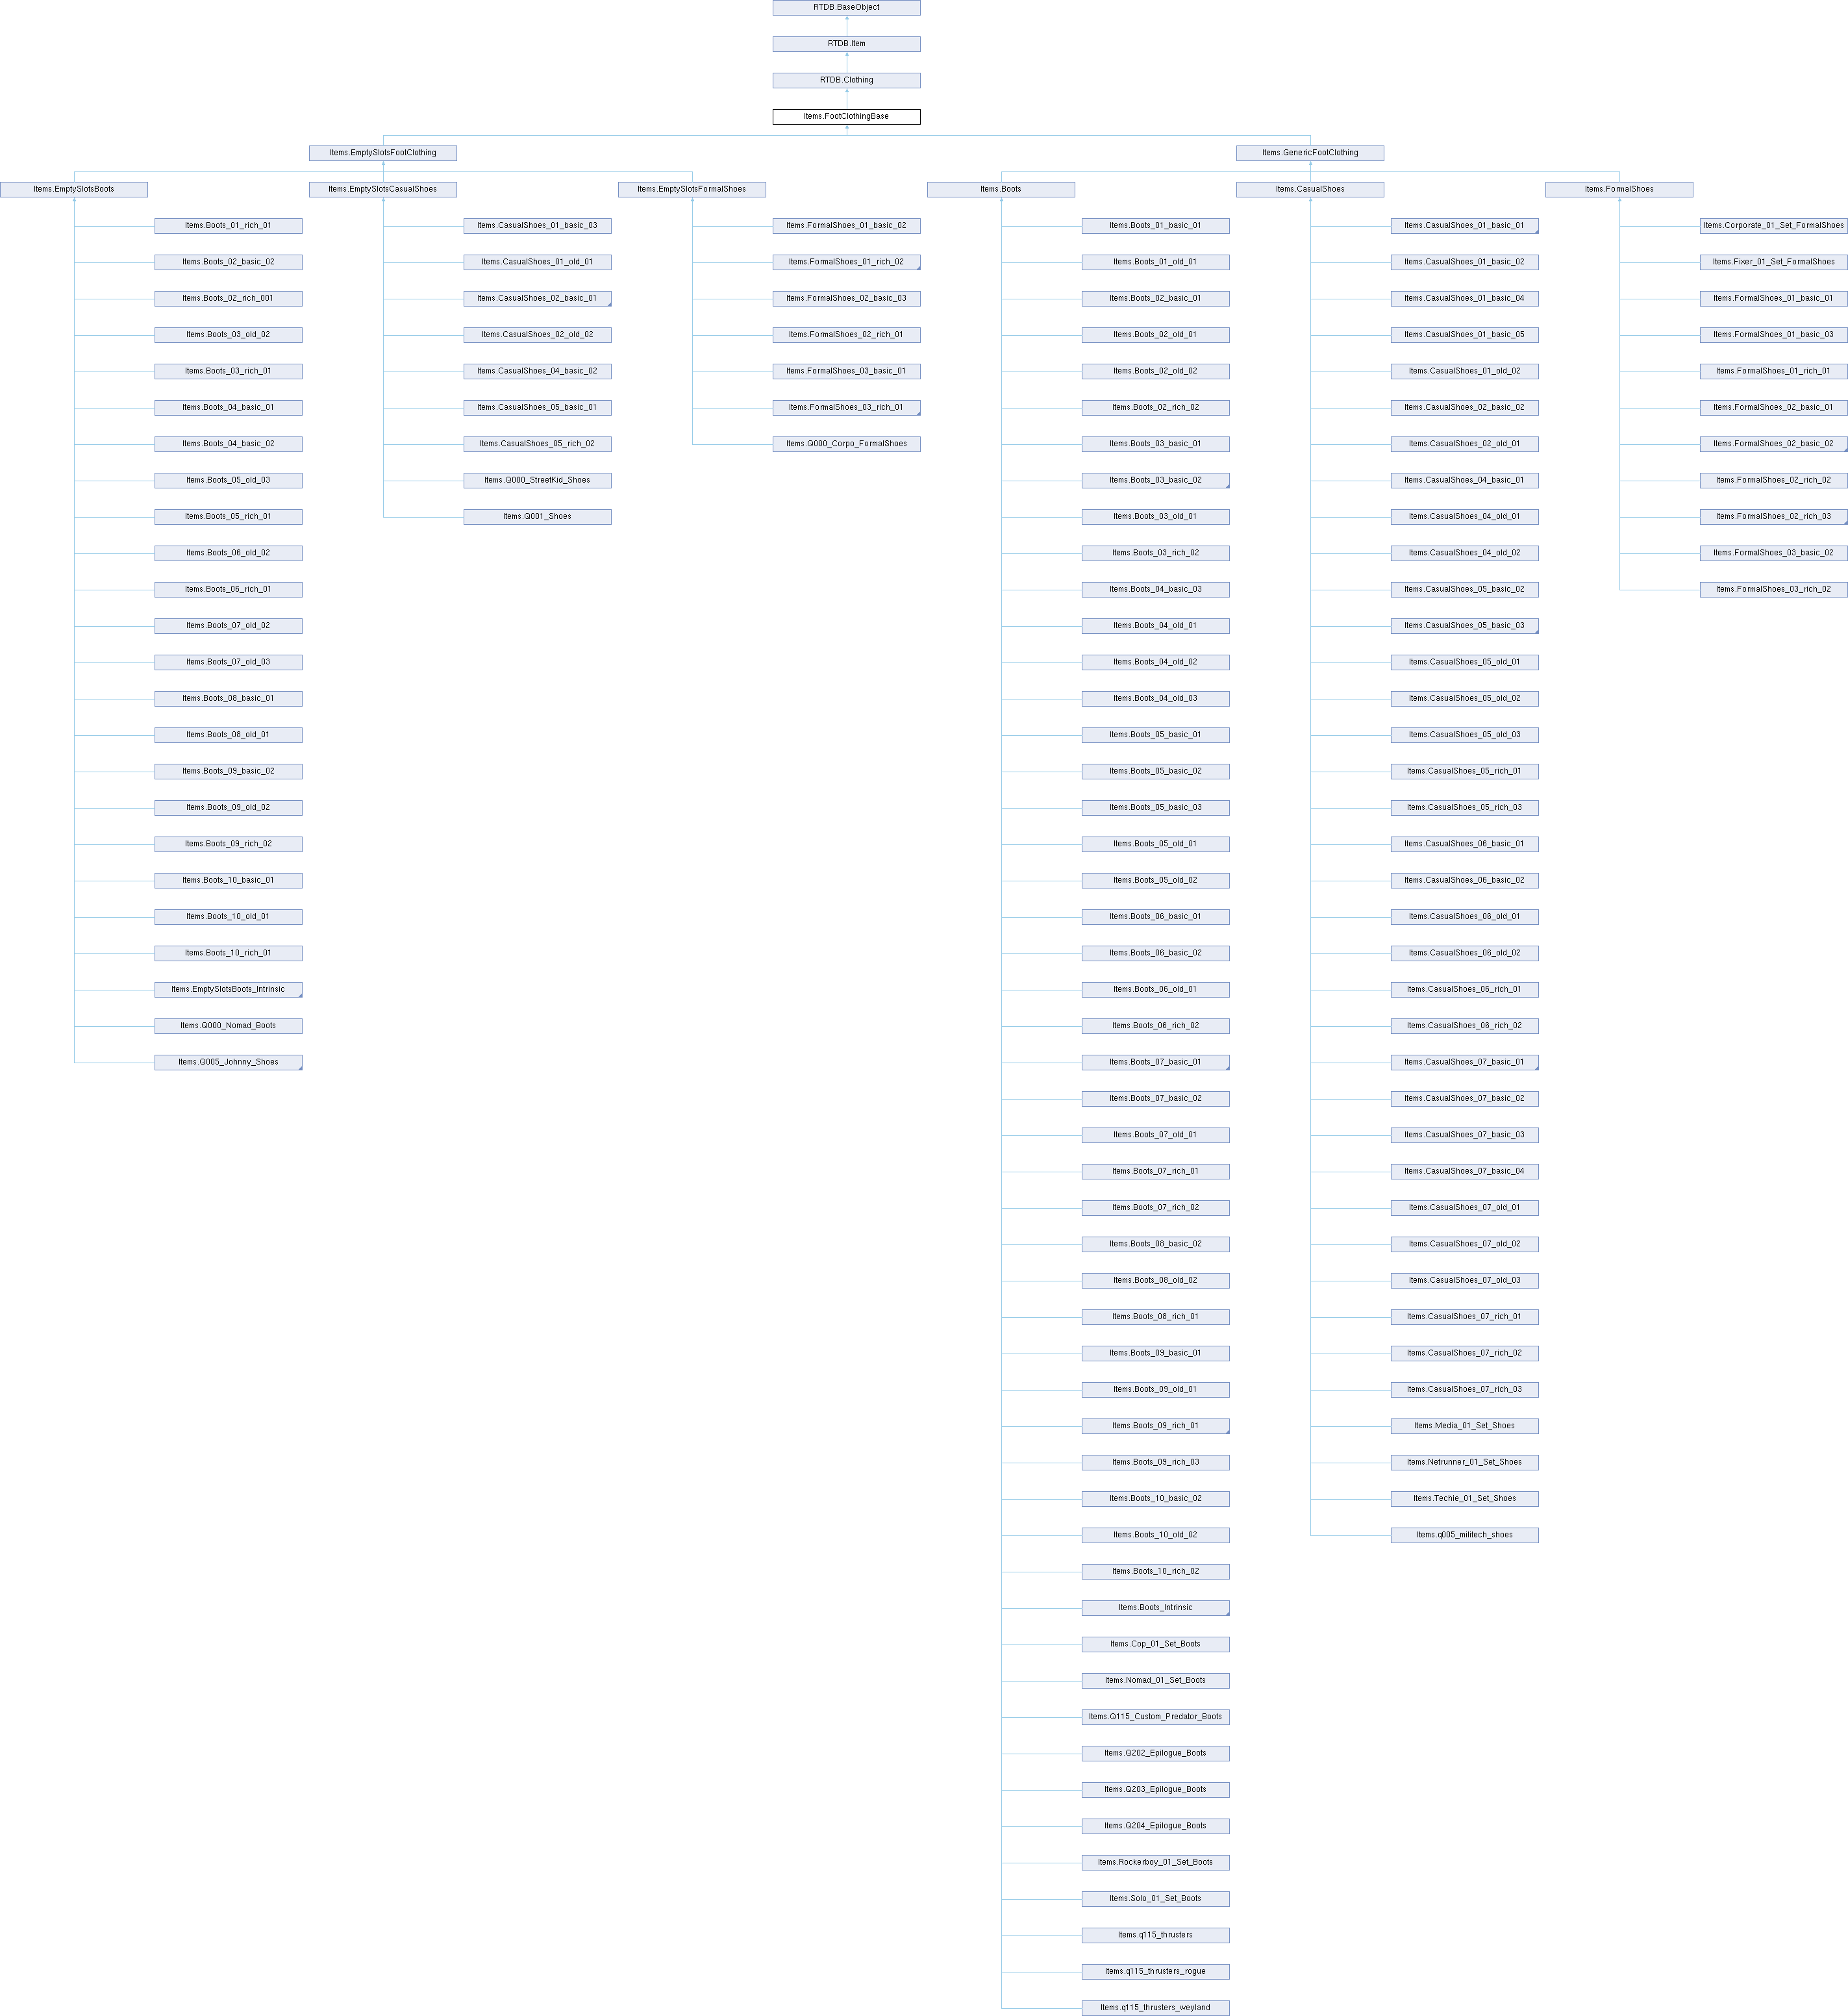 RTDB.BaseObject
RTDB.Item
RTDB.Clothing
Items.FootClothingBase
Items.EmptySlotsFootClothing
Items.GenericFootClothing
Items.EmptySlotsBoots
Items.EmptySlotsCasualShoes
Items.EmptySlotsFormalShoes
Items.Boots
Items.CasualShoes
Items.FormalShoes
Items.Boots_01_rich_01
Items.Boots_02_basic_02
Items.Boots_02_rich_001
Items.Boots_03_old_02
Items.Boots_03_rich_01
Items.Boots_04_basic_01
Items.Boots_04_basic_02
Items.Boots_05_old_03
Items.Boots_05_rich_01
Items.Boots_06_old_02
Items.Boots_06_rich_01
Items.Boots_07_old_02
Items.Boots_07_old_03
Items.Boots_08_basic_01
Items.Boots_08_old_01
Items.Boots_09_basic_02
Items.Boots_09_old_02
Items.Boots_09_rich_02
Items.Boots_10_basic_01
Items.Boots_10_old_01
Items.Boots_10_rich_01
Items.EmptySlotsBoots_Intrinsic
Items.Q000_Nomad_Boots
Items.Q005_Johnny_Shoes
Items.CasualShoes_01_basic_03
Items.CasualShoes_01_old_01
Items.CasualShoes_02_basic_01
Items.CasualShoes_02_old_02
Items.CasualShoes_04_basic_02
Items.CasualShoes_05_basic_01
Items.CasualShoes_05_rich_02
Items.Q000_StreetKid_Shoes
Items.Q001_Shoes
Items.FormalShoes_01_basic_02
Items.FormalShoes_01_rich_02
Items.FormalShoes_02_basic_03
Items.FormalShoes_02_rich_01
Items.FormalShoes_03_basic_01
Items.FormalShoes_03_rich_01
Items.Q000_Corpo_FormalShoes
Items.Boots_01_basic_01
Items.Boots_01_old_01
Items.Boots_02_basic_01
Items.Boots_02_old_01
Items.Boots_02_old_02
Items.Boots_02_rich_02
Items.Boots_03_basic_01
Items.Boots_03_basic_02
Items.Boots_03_old_01
Items.Boots_03_rich_02
Items.Boots_04_basic_03
Items.Boots_04_old_01
Items.Boots_04_old_02
Items.Boots_04_old_03
Items.Boots_05_basic_01
Items.Boots_05_basic_02
Items.Boots_05_basic_03
Items.Boots_05_old_01
Items.Boots_05_old_02
Items.Boots_06_basic_01
Items.Boots_06_basic_02
Items.Boots_06_old_01
Items.Boots_06_rich_02
Items.Boots_07_basic_01
Items.Boots_07_basic_02
Items.Boots_07_old_01
Items.Boots_07_rich_01
Items.Boots_07_rich_02
Items.Boots_08_basic_02
Items.Boots_08_old_02
Items.Boots_08_rich_01
Items.Boots_09_basic_01
Items.Boots_09_old_01
Items.Boots_09_rich_01
Items.Boots_09_rich_03
Items.Boots_10_basic_02
Items.Boots_10_old_02
Items.Boots_10_rich_02
Items.Boots_Intrinsic
Items.Cop_01_Set_Boots
Items.Nomad_01_Set_Boots
Items.Q115_Custom_Predator_Boots
Items.Q202_Epilogue_Boots
Items.Q203_Epilogue_Boots
Items.Q204_Epilogue_Boots
Items.Rockerboy_01_Set_Boots
Items.Solo_01_Set_Boots
Items.q115_thrusters
Items.q115_thrusters_rogue
Items.q115_thrusters_weyland
Items.CasualShoes_01_basic_01
Items.CasualShoes_01_basic_02
Items.CasualShoes_01_basic_04
Items.CasualShoes_01_basic_05
Items.CasualShoes_01_old_02
Items.CasualShoes_02_basic_02
Items.CasualShoes_02_old_01
Items.CasualShoes_04_basic_01
Items.CasualShoes_04_old_01
Items.CasualShoes_04_old_02
Items.CasualShoes_05_basic_02
Items.CasualShoes_05_basic_03
Items.CasualShoes_05_old_01
Items.CasualShoes_05_old_02
Items.CasualShoes_05_old_03
Items.CasualShoes_05_rich_01
Items.CasualShoes_05_rich_03
Items.CasualShoes_06_basic_01
Items.CasualShoes_06_basic_02
Items.CasualShoes_06_old_01
Items.CasualShoes_06_old_02
Items.CasualShoes_06_rich_01
Items.CasualShoes_06_rich_02
Items.CasualShoes_07_basic_01
Items.CasualShoes_07_basic_02
Items.CasualShoes_07_basic_03
Items.CasualShoes_07_basic_04
Items.CasualShoes_07_old_01
Items.CasualShoes_07_old_02
Items.CasualShoes_07_old_03
Items.CasualShoes_07_rich_01
Items.CasualShoes_07_rich_02
Items.CasualShoes_07_rich_03
Items.Media_01_Set_Shoes
Items.Netrunner_01_Set_Shoes
Items.Techie_01_Set_Shoes
Items.q005_militech_shoes
Items.Corporate_01_Set_FormalShoes
Items.Fixer_01_Set_FormalShoes
Items.FormalShoes_01_basic_01
Items.FormalShoes_01_basic_03
Items.FormalShoes_01_rich_01
Items.FormalShoes_02_basic_01
Items.FormalShoes_02_basic_02
Items.FormalShoes_02_rich_02
Items.FormalShoes_02_rich_03
Items.FormalShoes_03_basic_02
Items.FormalShoes_03_rich_02